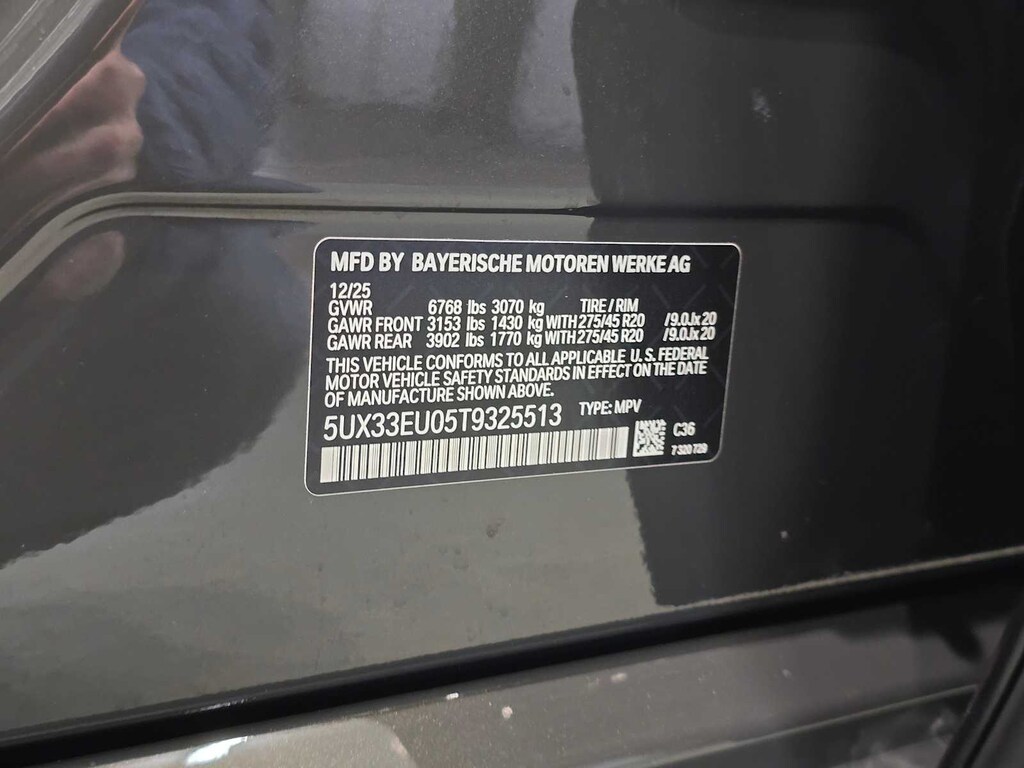 MFD BY BAYERISCHE MOTOREN WERKE AG
12/25
GVWR 6768 lbs 3070 kg TIRE / RIM
GAWR FRONT 3153 lbs 1430 kg WITH 275/45 R20 /9.0Jx20
GAWR REAR 3902 lbs 1770 kg WITH 275/45 R20 /9.0Jx20
THIS VEHICLE CONFORMS TO ALL APPLICABLE U.S. FEDERAL
MOTOR VEHICLE SAFETY STANDARDS IN EFFECT ON THE DATE
OF MANUFACTURE SHOWN ABOVE.
5UX33EU05T9325513 TYPE: MPV
C36
7 320 729